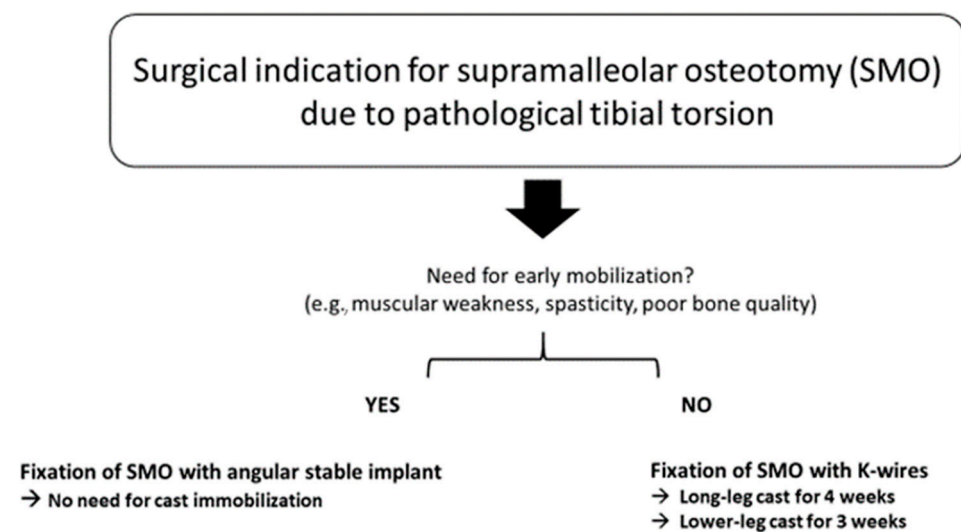 Surgical indication for supramalleolar osteotomy (SMO)
due to pathological tibial torsion
Need for early mobilization?
(e.g., muscular weakness, spasticity, poor bone quality)
YES
NO
Fixation of SMO with angular stable implant
→ No need for cast immobilization
Fixation of SMO with K-wires
→ Long-leg cast for 4 weeks
→ Lower-leg cast for 3 weeks